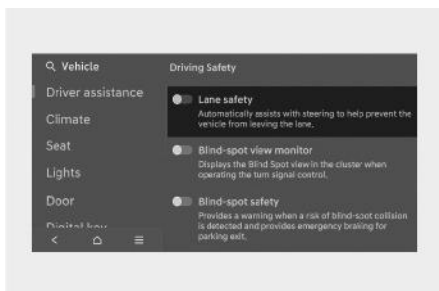 Vehicle
Driver assistance
Climate
Seat
Lights
Door
Digital key
Driving Safety
Lane safety
Automatically assists with steering to help prevent the
vehicle from leaving the lane.
Blind-spot view monitor
Displays the Blind Spot view in the cluster when
operating the turn signal control.
Blind-spot safety
Provides a warning when a risk of blind-spot collision
is detected and provides emergency braking for
parking exit.